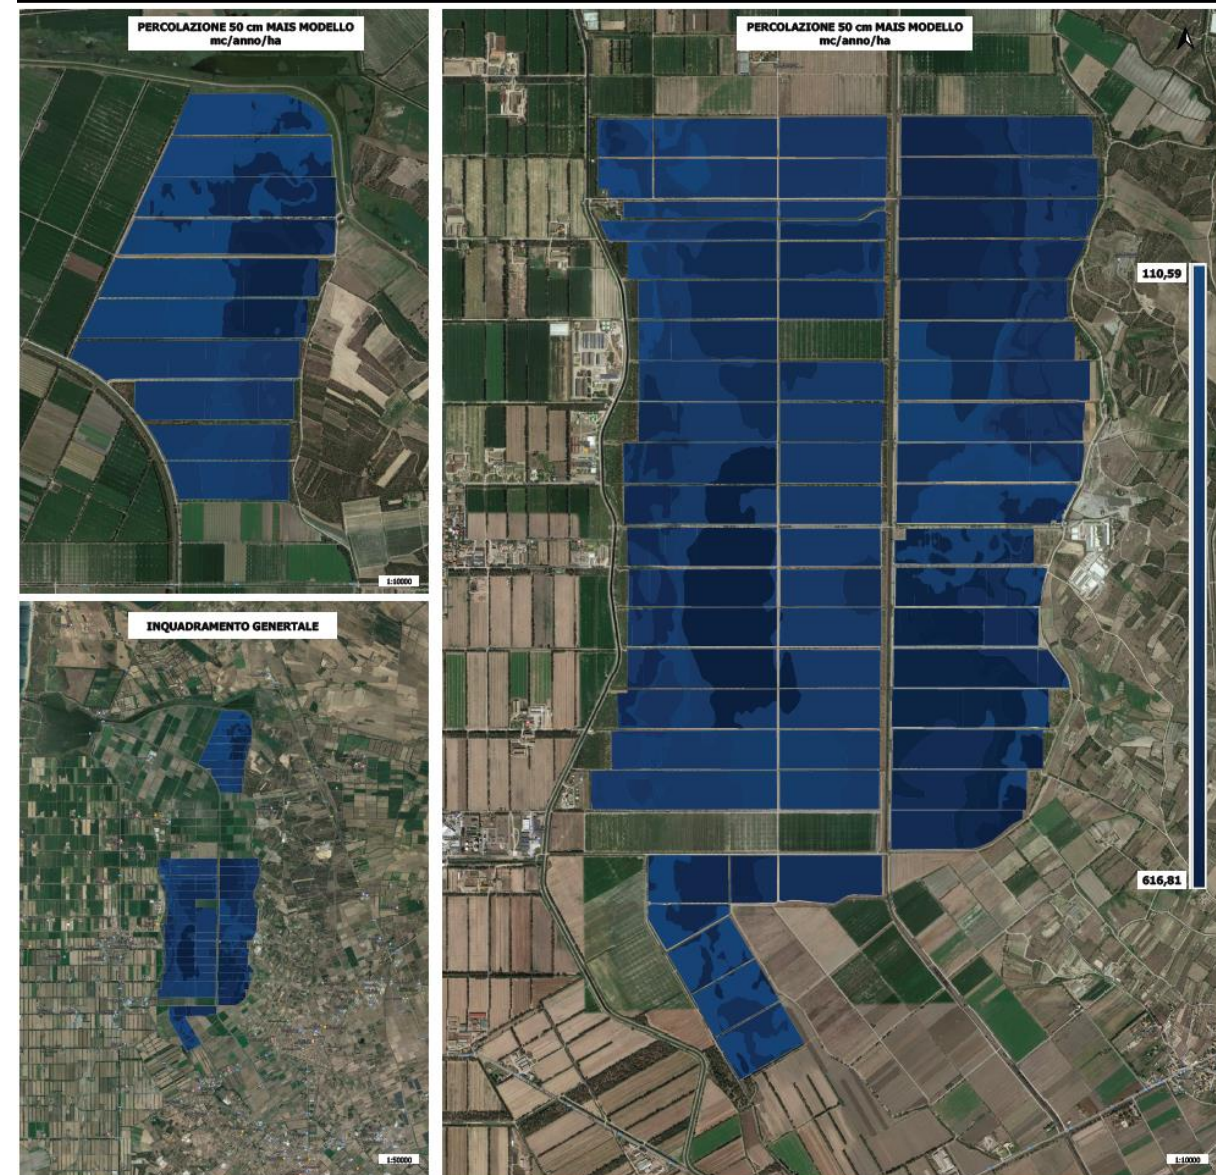 PERCOLAZIONE 50 cm MAIS MODELLO
mc/anno/ha
1:10000
INQUADRAMENTO GENERTALE
1:50000
PERCOLAZIONE 50 cm MAIS MODELLO
mc/anno/ha
110,59
616,81
1:10000